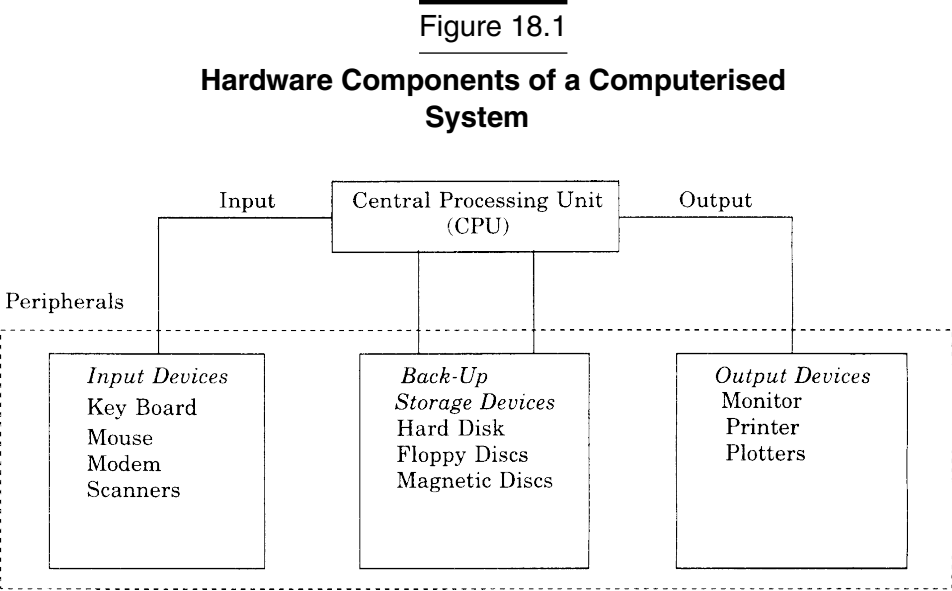 Figure 18.1
Hardware Components of a Computerised
System
Input
Central Processing Unit
(CPU)
Output
Peripherals
Input Devices
Key Board
Mouse
Modem
Scanners
Back-Up
Storage Devices
Hard Disk
Floppy Discs
Magnetic Discs
Output Devices
Monitor
Printer
Plotters